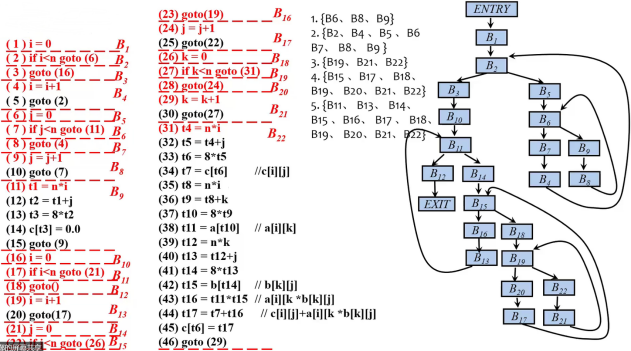 ( 1 ) i = 0
B1
( 2 ) if i<n goto (6)
B2
( 3 ) goto (16)
B3
( 4 ) i = i+1
B4
( 5 ) goto (2)
( 6 ) j = 0
B5
( 7 ) if j<n goto (11)
B6
( 8 ) goto(4)
B7
( 9 ) j = j+1
B8
(10) goto (7)
(11) t1 = n*i
B9
(12) t2 = t1+j
(13) t3 = 8*t2
(14) c[t3] = 0.0
(15) goto (9)
(16) i = 0
B10
(17) if i<n goto (21)
B11
(18) goto()
B12
(19) i = i+1
(20) goto(17)
B13
(21) j = 0
B14
(22) if j<n goto (26)
B15
(23) goto(19)
B16
(24) j = j+1
B17
(25) goto(22)
(26) k = 0
B18
(27) if k<n goto (31)
B19
(28) goto(24)
B20
(29) k = k+1
B21
(30) goto(27)
(31) t4 = n*i
B22
(32) t5 = t4+j
(33) t6 = 8*t5
(34) t7 = c[t6] //c[i][j]
(35) t8 = n*i
(36) t9 = t8+k
(37) t10 = 8*t9
(38) t11 = a[t10] // a[i][k]
(39) t12 = n*k
(40) t13 = t12+j
(41) t14 = 8*t13
(42) t15 = b[t14] // b[k][j]
(43) t16 = t11*t15 // a[i][k *b[k][j]
(44) t17 = t7+t16 // c[i][j]+a[i][k *b[k][j]
(45) c[t6] = t17
(46) goto (29)
1. {B6、B8、B9}
2. {B2、B4、B5、B6
B7、B8、B9 }
3. {B19、B21、B22}
4. {B15、B17 、B18、
B19、B20、B21、B22}
5. {B11、B13、B14、
B15、B16、B17 、B18、
B19、B20、B21、B22}
ENTRY
B1
B2
B3
B5
B10
B6
B11
B7
B9
B12
B14
B4
B8
EXIT
B15
B16
B18
B13
B19
B20
B22
B17
B21